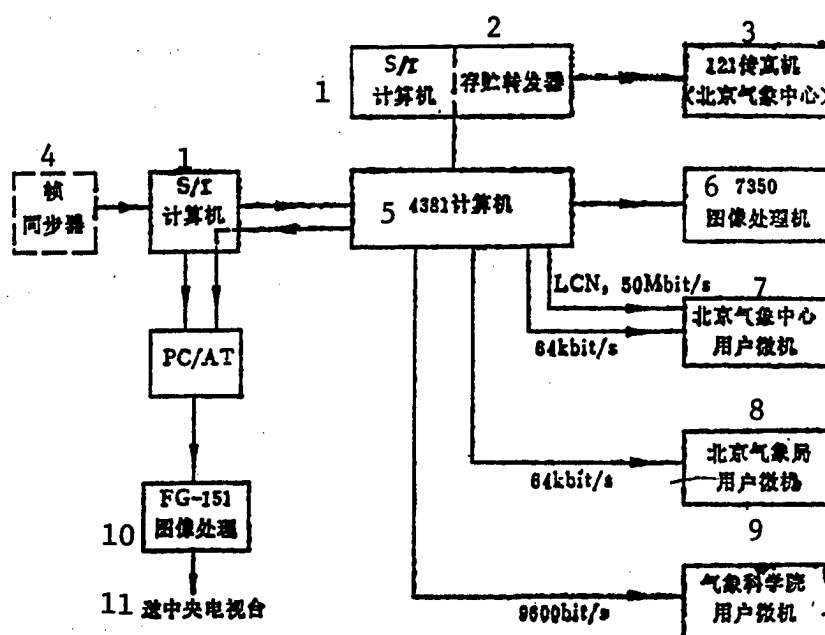 2
3
1
S/I
计算机
存贮转发器
121传真机
(北京气象中心)
4
帧
同步器
1
S/I
计算机
5
4381计算机
6
7350
图像处理机
LCN, 50Mbit/s
7
北京气象中心
用户微机
64kbit/s
PC/AT
8
北京气象局
用户微机
64kbit/s
10
FG-151
图像处理
9
气象科学院
用户微机
9600bit/s
11
送中央电视台